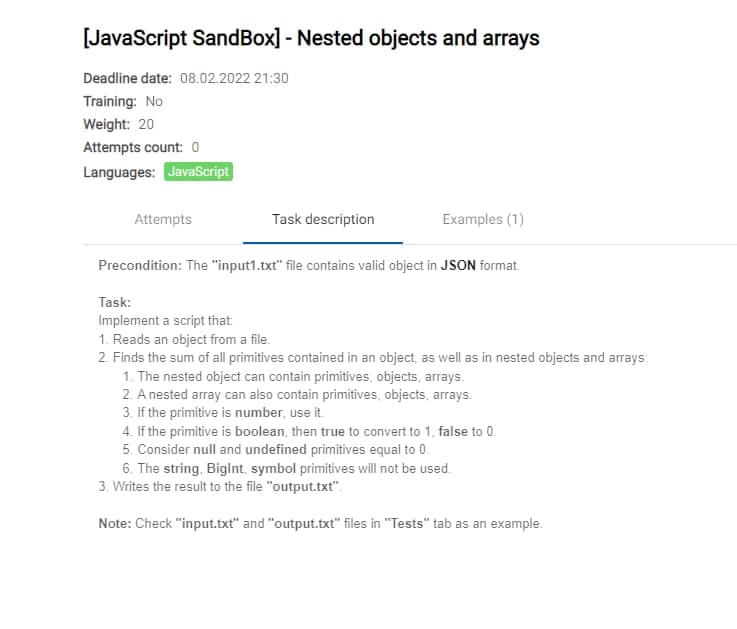 [JavaScript SandBox] - Nested objects and arrays
Deadline date: 08.02.2022 21:30
Training: No
Weight: 20
Attempts count: 0
Languages: JavaScript
Attempts Task description Examples (1)
Precondition: The "input1.txt" file contains valid object in JSON format.
Task:
Implement a script that:
1. Reads an object from a file.
2. Finds the sum of all primitives contained in an object, as well as in nested objects and arrays:
1. The nested object can contain primitives, objects, arrays.
2. A nested array can also contain primitives, objects, arrays.
3. If the primitive is number, use it.
4. If the primitive is boolean, then true to convert to 1, false to 0.
5. Consider null and undefined primitives equal to 0.
6. The string, BigInt, symbol primitives will not be used.
3. Writes the result to the file "output.txt".
Note: Check "input.txt" and "output.txt" files in "Tests" tab as an example.